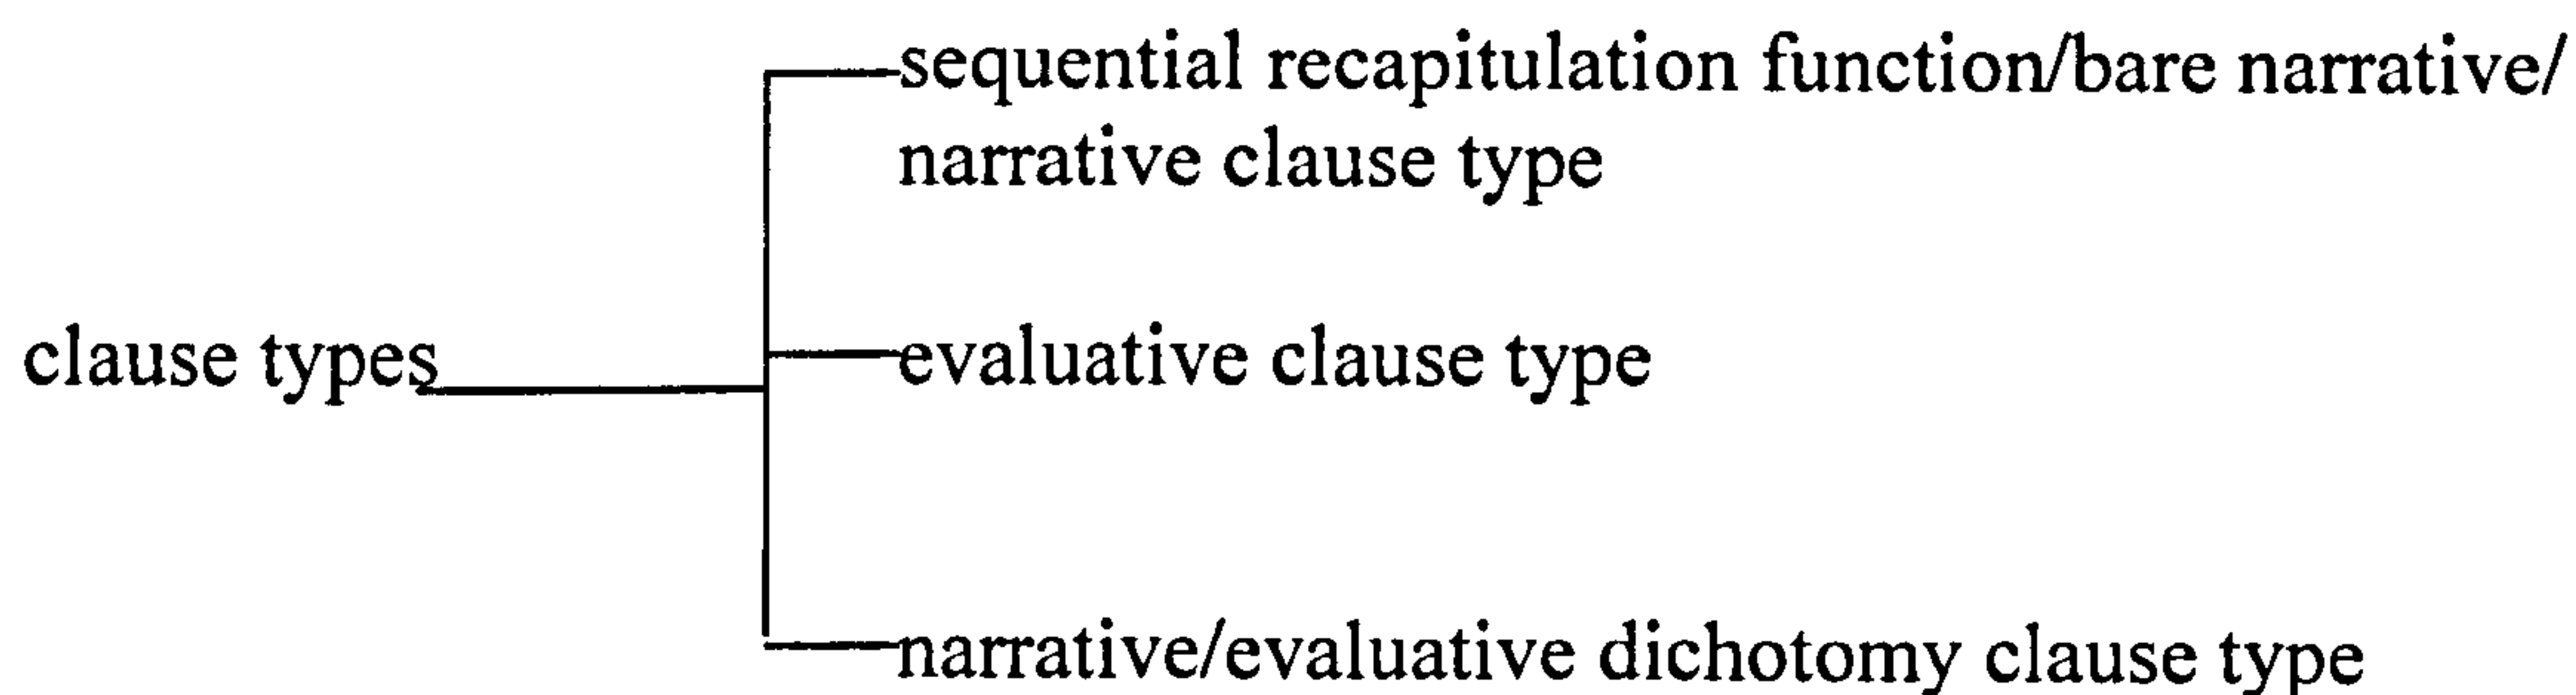 sequential recapitulation function/bare narrative/
narrative clause type
clause types
evaluative clause type
narrative/evaluative dichotomy clause type